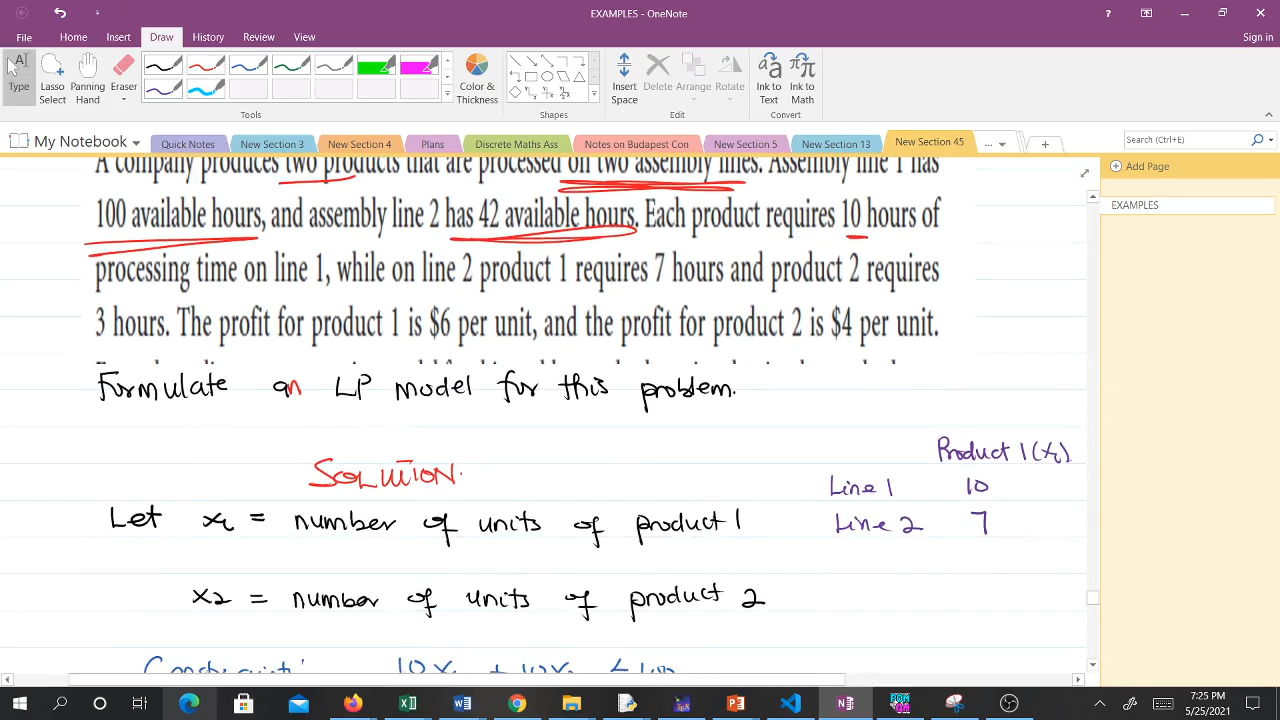 EXAMPLES - OneNote
File Home Insert Draw History Review View
Sign in
Type Lasso Select Panning Hand Eraser Color & Thickness Insert Space Delete Arrange Rotate Ink to Text Ink to Math
Tools Shapes Edit Convert
My Notebook Quick Notes New Section 3 New Section 4 Plans Discrete Maths Ass Notes on Budapest Con New Section 5 New Section 13 New Section 45
Search (Ctrl+E)
Add Page
EXAMPLES
A company produces two products that are processed on two assembly lines. Assembly line 1 has
100 available hours, and assembly line 2 has 42 available hours. Each product requires 10 hours of
processing time on line 1, while on line 2 product 1 requires 7 hours and product 2 requires
3 hours. The profit for product 1 is $6 per unit, and the profit for product 2 is $4 per unit.
Formulate an LP model for this problem.
SOLUTION.
Product 1 (x1)
Line 1 10
Line 2 7
Let x1 = number of units of product 1
x2 = number of units of product 2
7:25 PM
5/25/2021